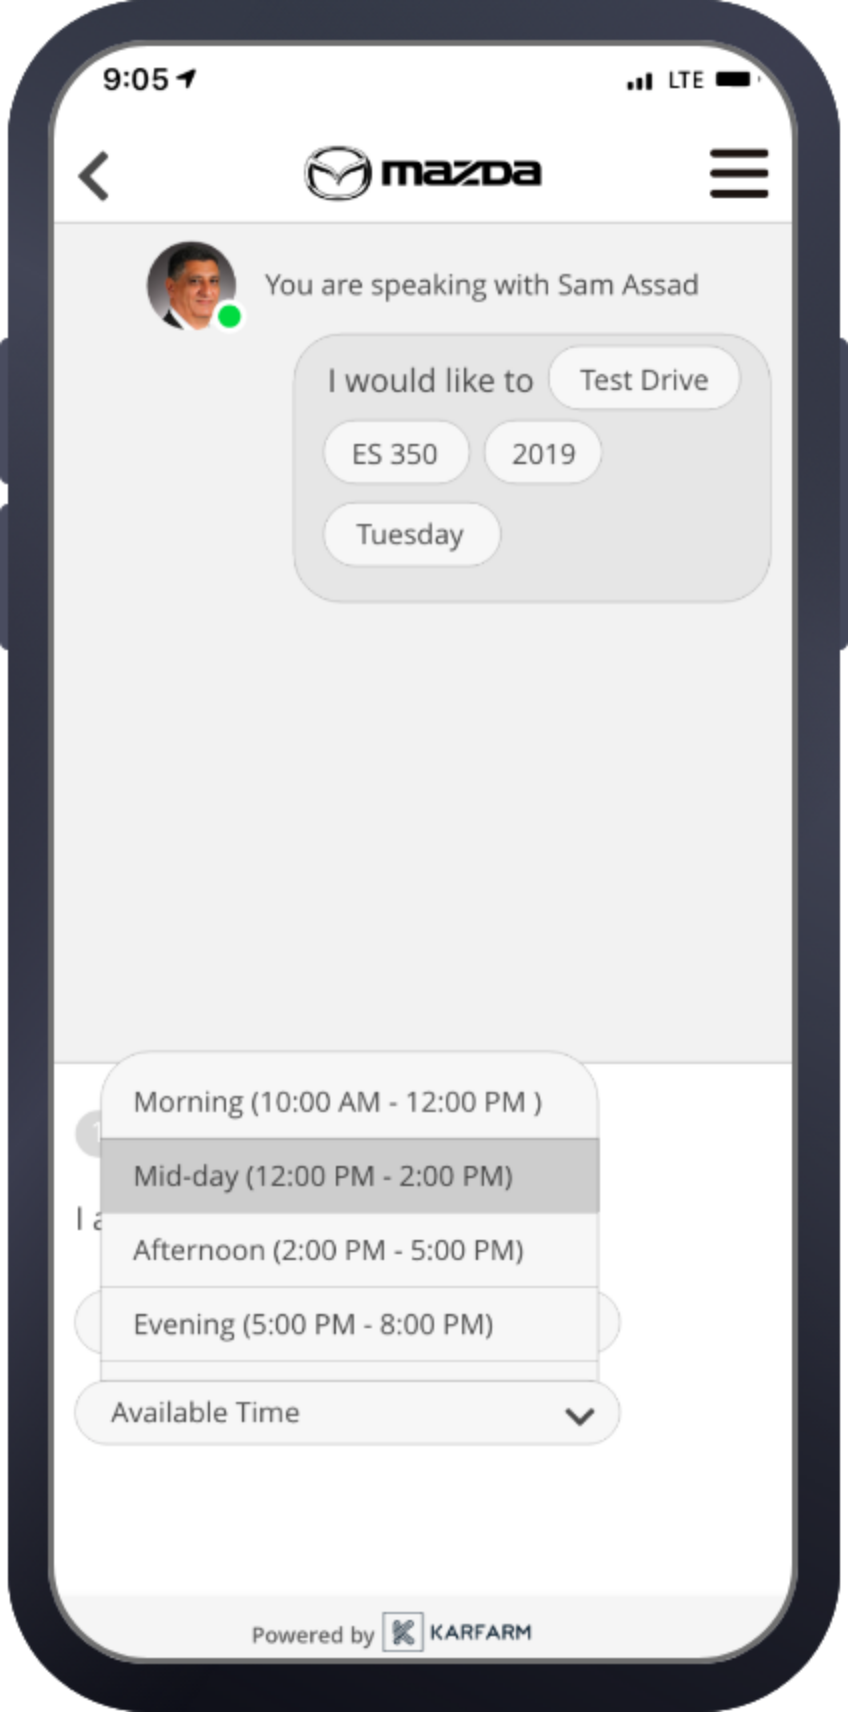 9:05
LTE
mazda
You are speaking with Sam Assad
I would like to Test Drive
ES 350 2019
Tuesday
Morning (10:00 AM - 12:00 PM )
Mid-day (12:00 PM - 2:00 PM)
I a
Afternoon (2:00 PM - 5:00 PM)
Evening (5:00 PM - 8:00 PM)
Available Time
Powered by KARFARM